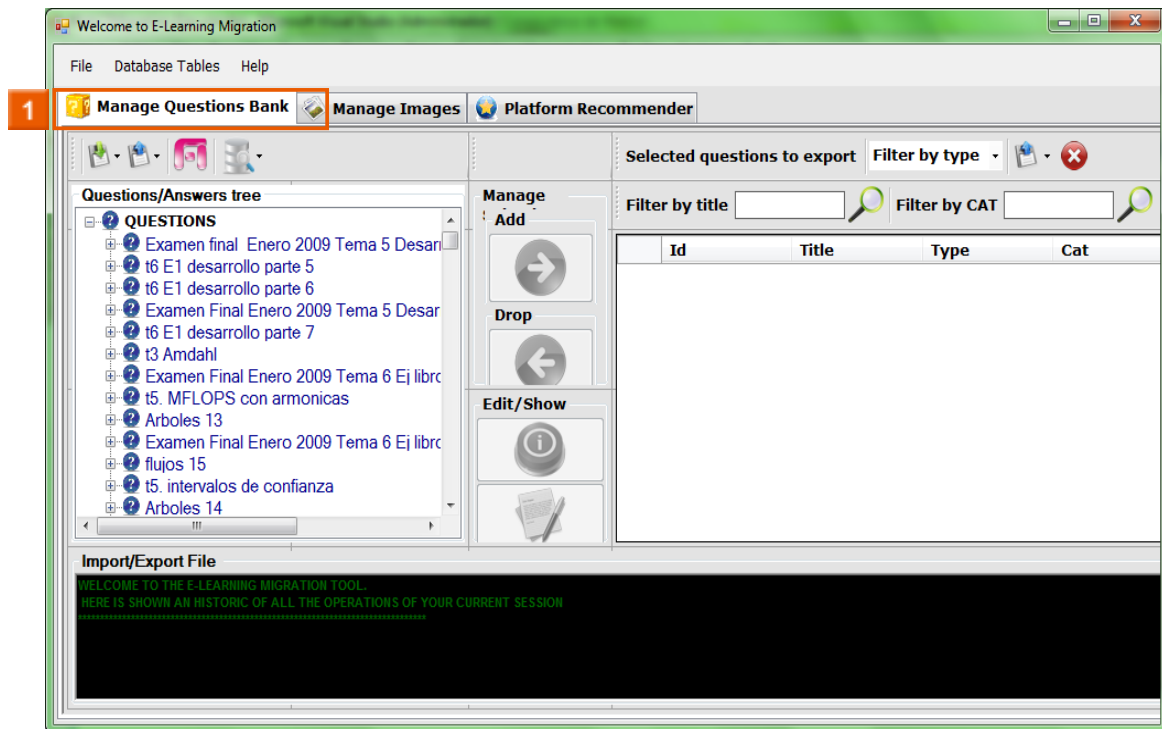 Welcome to E-Learning Migration
File Database Tables Help
1 Manage Questions Bank Manage Images Platform Recommender
Selected questions to export Filter by type
Questions/Answers tree
Manage
Filter by title Filter by CAT
QUESTIONS
Add
Id Title Type Cat
Examen final Enero 2009 Tema 5 Desarr
t6 E1 desarrollo parte 5
t6 E1 desarrollo parte 6
Examen Final Enero 2009 Tema 5 Desar
Drop
t6 E1 desarrollo parte 7
t3 Amdahl
Examen Final Enero 2009 Tema 6 Ej libro
t5. MFLOPS con armonicas
Edit/Show
Arboles 13
Examen Final Enero 2009 Tema 6 Ej libro
flujos 15
t5. intervalos de confianza
Arboles 14
Import/Export File
WELCOME TO THE E-LEARNING MIGRATION TOOL.
HERE IS SHOWN AN HISTORIC OF ALL THE OPERATIONS OF YOUR CURRENT SESSION